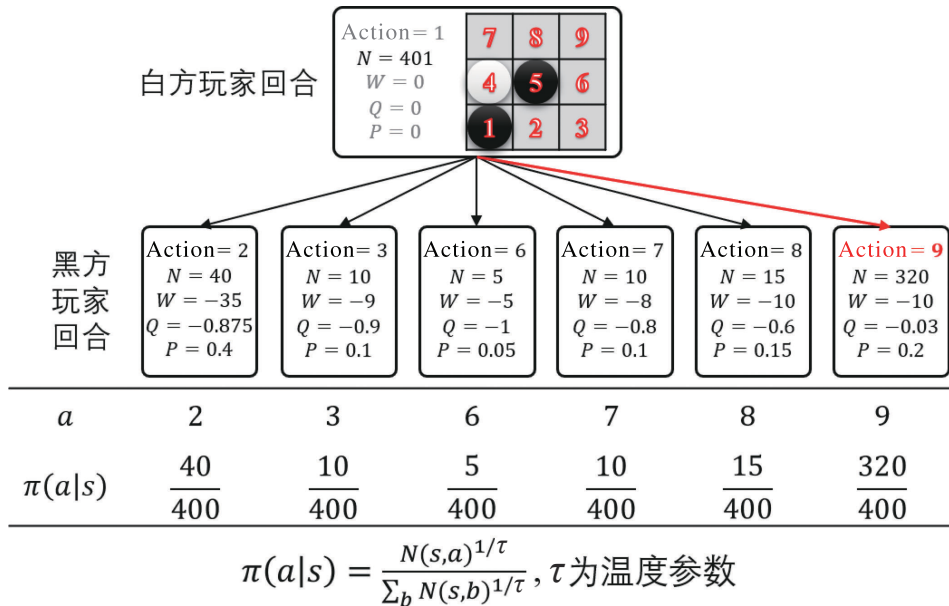 Action= 1
N = 401
W = 0
Q = 0
P = 0
7 8 9
4 5 6
1 2 3
白方玩家回合
黑方
玩家
回合
Action= 2
N = 40
W = −35
Q = −0.875
P = 0.4
Action= 3
N = 10
W = −9
Q = −0.9
P = 0.1
Action= 6
N = 5
W = −5
Q = −1
P = 0.05
Action= 7
N = 10
W = −8
Q = −0.8
P = 0.1
Action= 8
N = 15
W = −10
Q = −0.6
P = 0.15
Action= 9
N = 320
W = −10
Q = −0.03
P = 0.2
a 2 3 6 7 8 9
π(a|s) 40/400 10/400 5/400 10/400 15/400 320/400
π(a|s) = N(s,a)^{1/τ} / ∑_b N(s,b)^{1/τ}, τ为温度参数